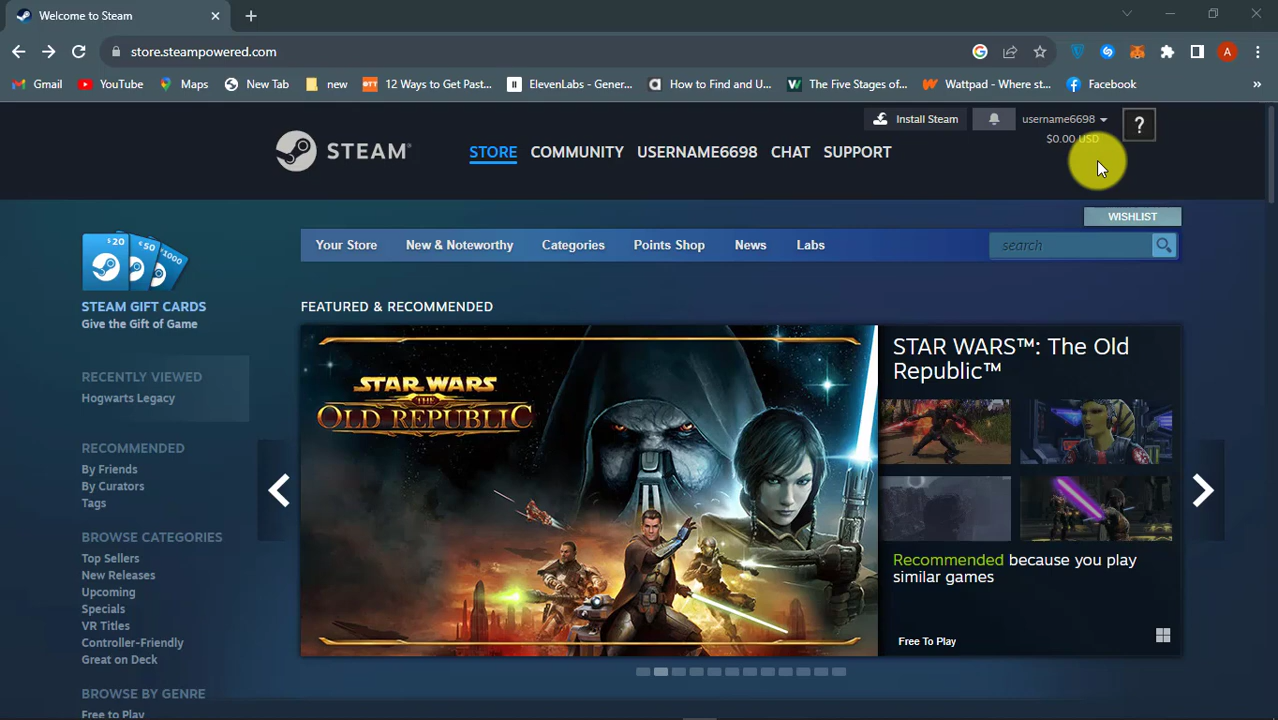 Welcome to Steam
store.steampowered.com
A
Gmail
YouTube
Maps
New Tab
new
OTT
12 Ways to Get Past...
ElevenLabs - Gener...
How to Find and U...
The Five Stages of...
Wattpad - Where st...
Facebook
»
Install Steam
username6698
?
$0.00 USD
STEAM®
STORE
COMMUNITY
USERNAME6698
CHAT
SUPPORT
WISHLIST
Your Store
New & Noteworthy
Categories
Points Shop
News
Labs
search
$20
€50
$1000
STEAM GIFT CARDS
Give the Gift of Game
RECENTLY VIEWED
Hogwarts Legacy
RECOMMENDED
By Friends
By Curators
Tags
BROWSE CATEGORIES
Top Sellers
New Releases
Upcoming
Specials
VR Titles
Controller-Friendly
Great on Deck
BROWSE BY GENRE
Free to Play
FEATURED & RECOMMENDED
STAR WARS
THE
OLD REPUBLIC
STAR WARS™: The Old
Republic™
Recommended because you play
similar games
Free To Play